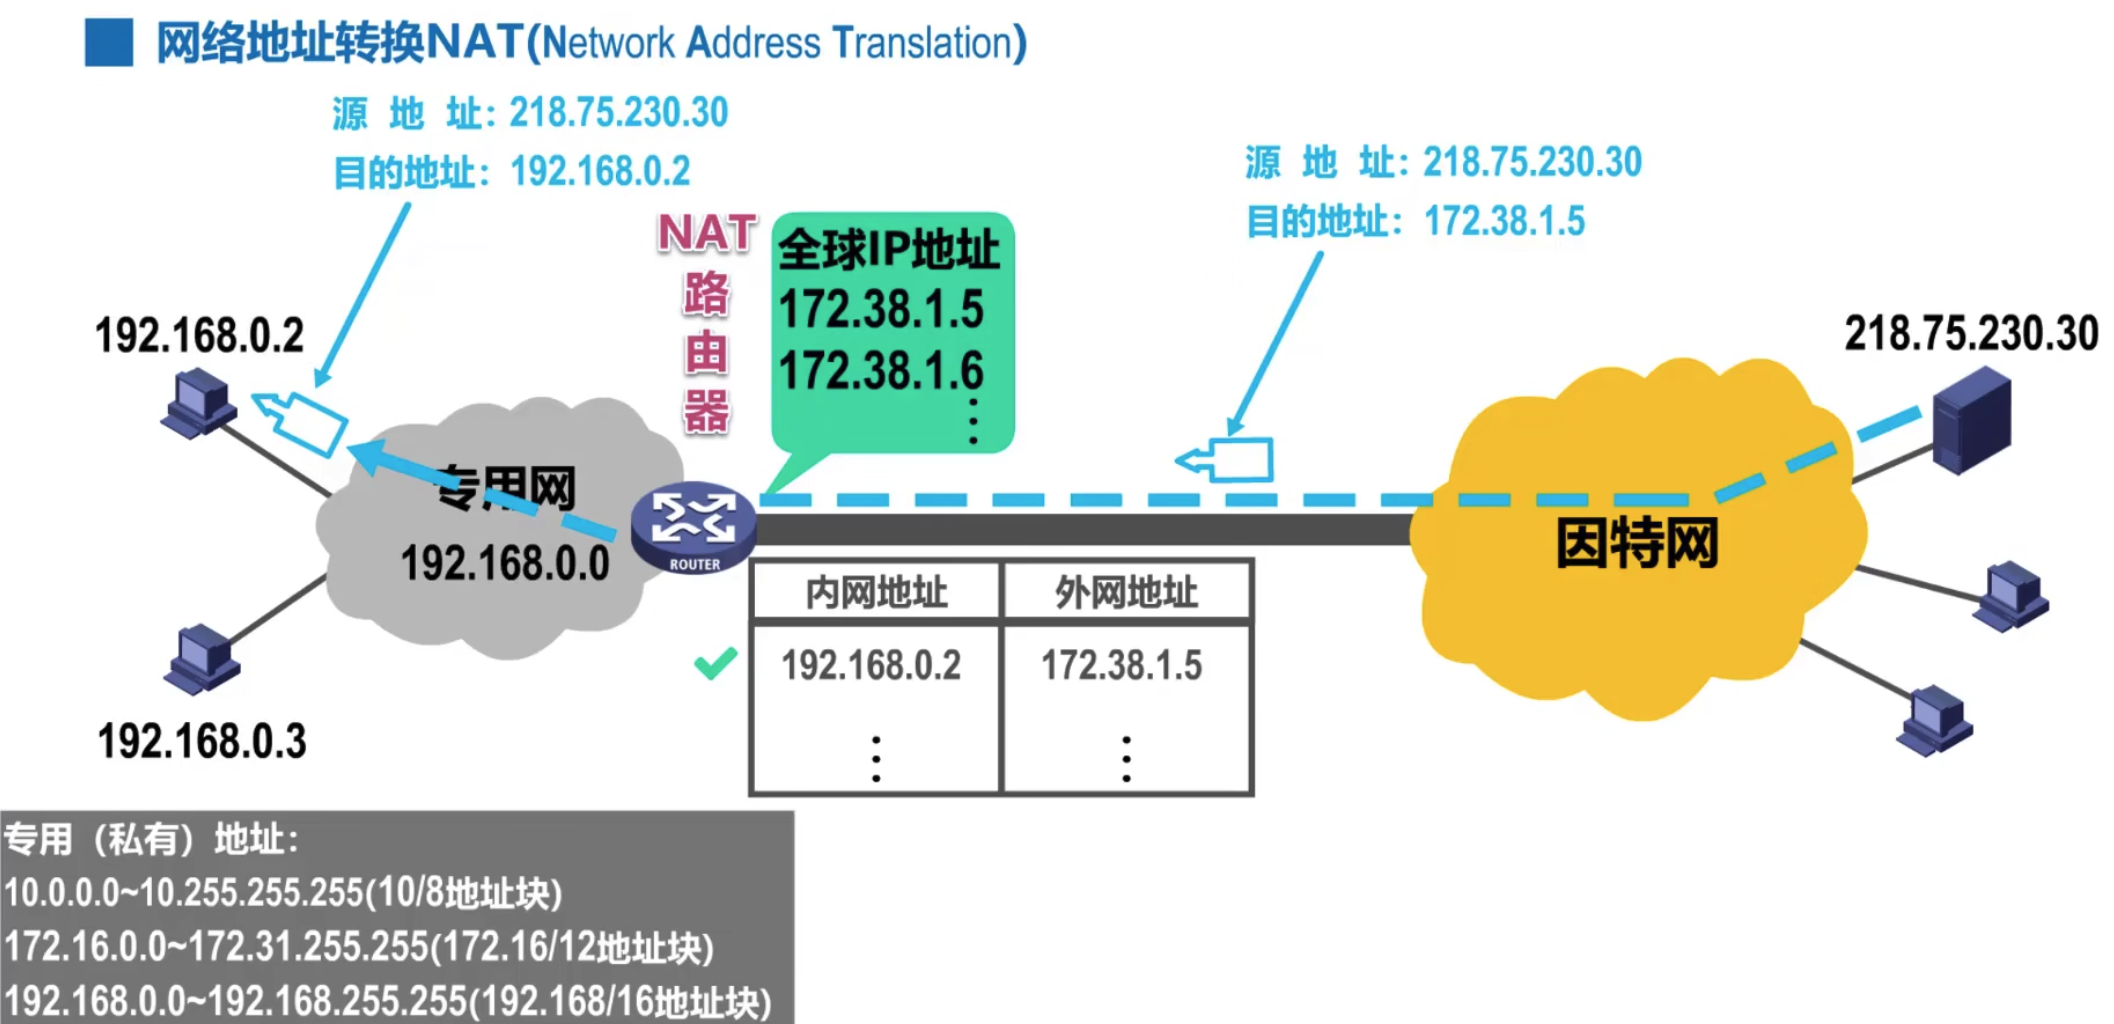 网络地址转换NAT(Network Address Translation)
源 地 址：218.75.230.30
目的地址：192.168.0.2
源 地 址：218.75.230.30
目的地址：172.38.1.5
NAT
路
由
器
全球IP地址
172.38.1.5
172.38.1.6
⋮
192.168.0.2
218.75.230.30
专用网
192.168.0.0
ROUTER
因特网
内网地址 外网地址
192.168.0.2 172.38.1.5
⋮ ⋮
192.168.0.3
专用（私有）地址：
10.0.0.0~10.255.255.255(10/8地址块)
172.16.0.0~172.31.255.255(172.16/12地址块)
192.168.0.0~192.168.255.255(192.168/16地址块)